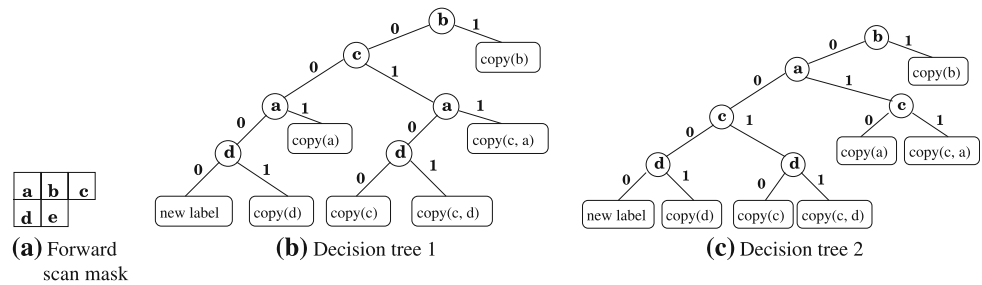 a b c
d e
(a) Forward
scan mask
b
0 1
c copy(b)
0 1
a a
0 1 0 1
d copy(a) d copy(c, a)
0 1 0 1
new label copy(d) copy(c) copy(c, d)
(b) Decision tree 1
b
0 1
a copy(b)
0 1
c c
0 1 0 1
d d copy(a) copy(c, a)
0 1 0 1
new label copy(d) copy(c) copy(c, d)
(c) Decision tree 2